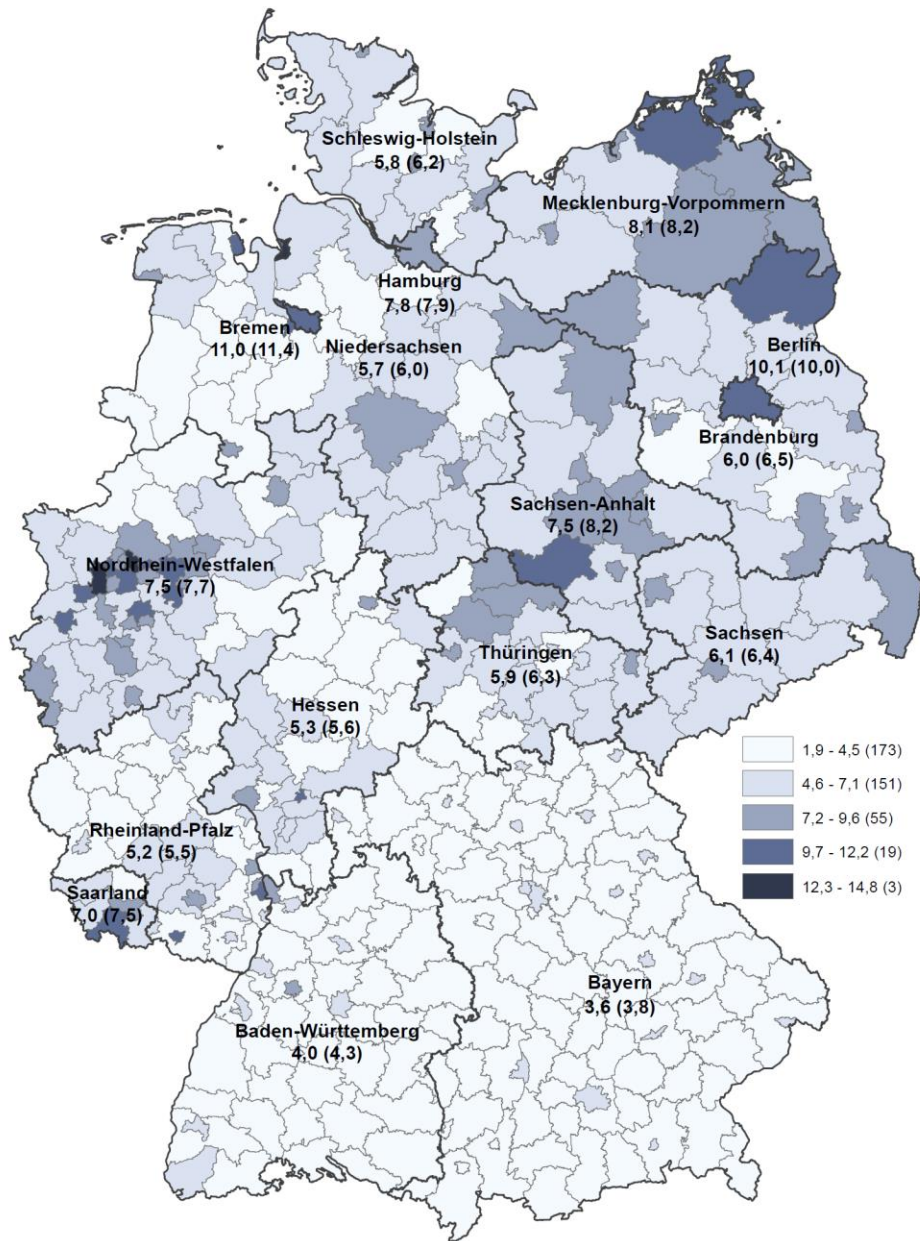 Schleswig-Holstein
5,8 (6,2)
Mecklenburg-Vorpommern
8,1 (8,2)
Hamburg
7,8 (7,9)
Bremen
11,0 (11,4)
Niedersachsen
5,7 (6,0)
Berlin
10,1 (10,0)
Brandenburg
6,0 (6,5)
Sachsen-Anhalt
7,5 (8,2)
Nordrhein-Westfalen
7,5 (7,7)
Sachsen
6,1 (6,4)
Thüringen
5,9 (6,3)
Hessen
5,3 (5,6)
1,9 - 4,5 (173)
4,6 - 7,1 (151)
7,2 - 9,6 (55)
9,7 - 12,2 (19)
12,3 - 14,8 (3)
Rheinland-Pfalz
5,2 (5,5)
Saarland
7,0 (7,5)
Bayern
3,6 (3,8)
Baden-Württemberg
4,0 (4,3)